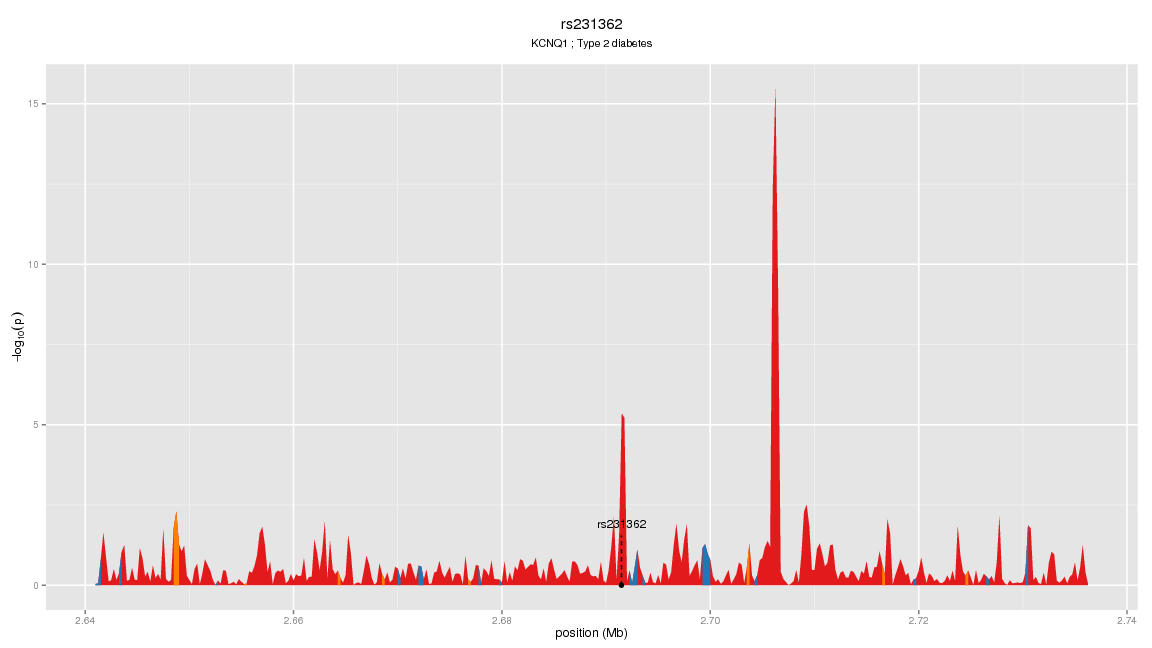 rs231362
KCNQ1 ; Type 2 diabetes
15
10
5
0
−log10(p)
rs231362
2.64 2.66 2.68 2.70 2.72 2.74
position (Mb)